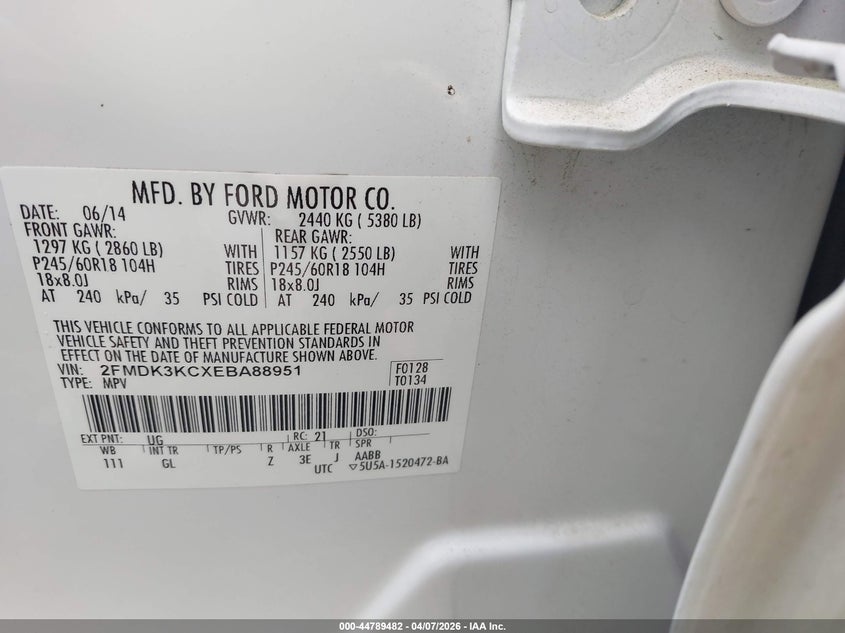 MFD. BY FORD MOTOR CO.
DATE: 06/14 GVWR: 2440 KG ( 5380 LB)
FRONT GAWR: REAR GAWR:
1297 KG ( 2860 LB) WITH 1157 KG ( 2550 LB) WITH
P245/60R18 104H TIRES P245/60R18 104H TIRES
18x8.0J RIMS 18x8.0J RIMS
AT 240 kPa/ 35 PSI COLD AT 240 kPa/ 35 PSI COLD
THIS VEHICLE CONFORMS TO ALL APPLICABLE FEDERAL MOTOR
VEHICLE SAFETY AND THEFT PREVENTION STANDARDS IN
EFFECT ON THE DATE OF MANUFACTURE SHOWN ABOVE.
VIN: 2FMDK3KCXEBA88951 F0128
TYPE: MPV T0134
EXT PNT: UG RC: 21 DSO:
WB INT TR TP/PS R AXLE TR SPR
111 GL Z 3E J AABB
UTC ▽5U5A-1520472-BA
000-44789482 - 04/07/2026 - IAA Inc.